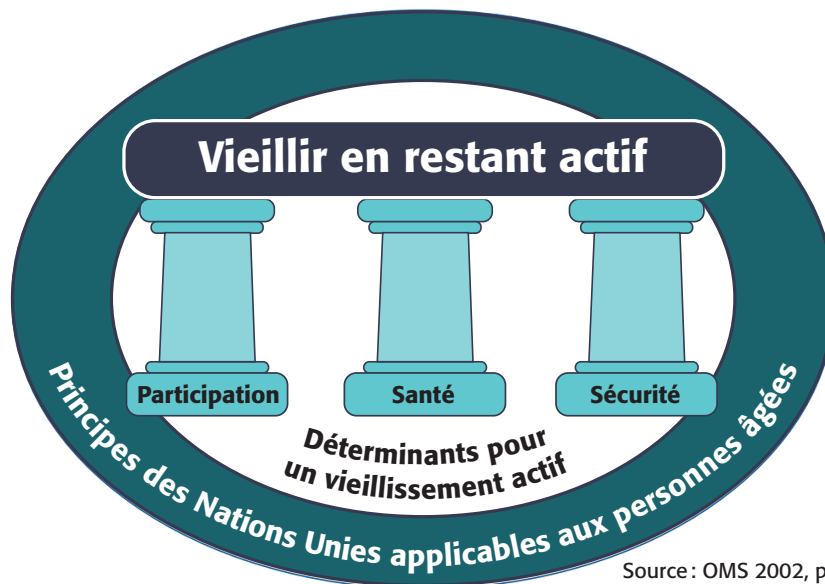 Vieillir en restant actif
Participation
Santé
Sécurité
Déterminants pour
un vieillissement actif
Principes des Nations Unies applicables aux personnes âgées
Source : OMS 2002, p